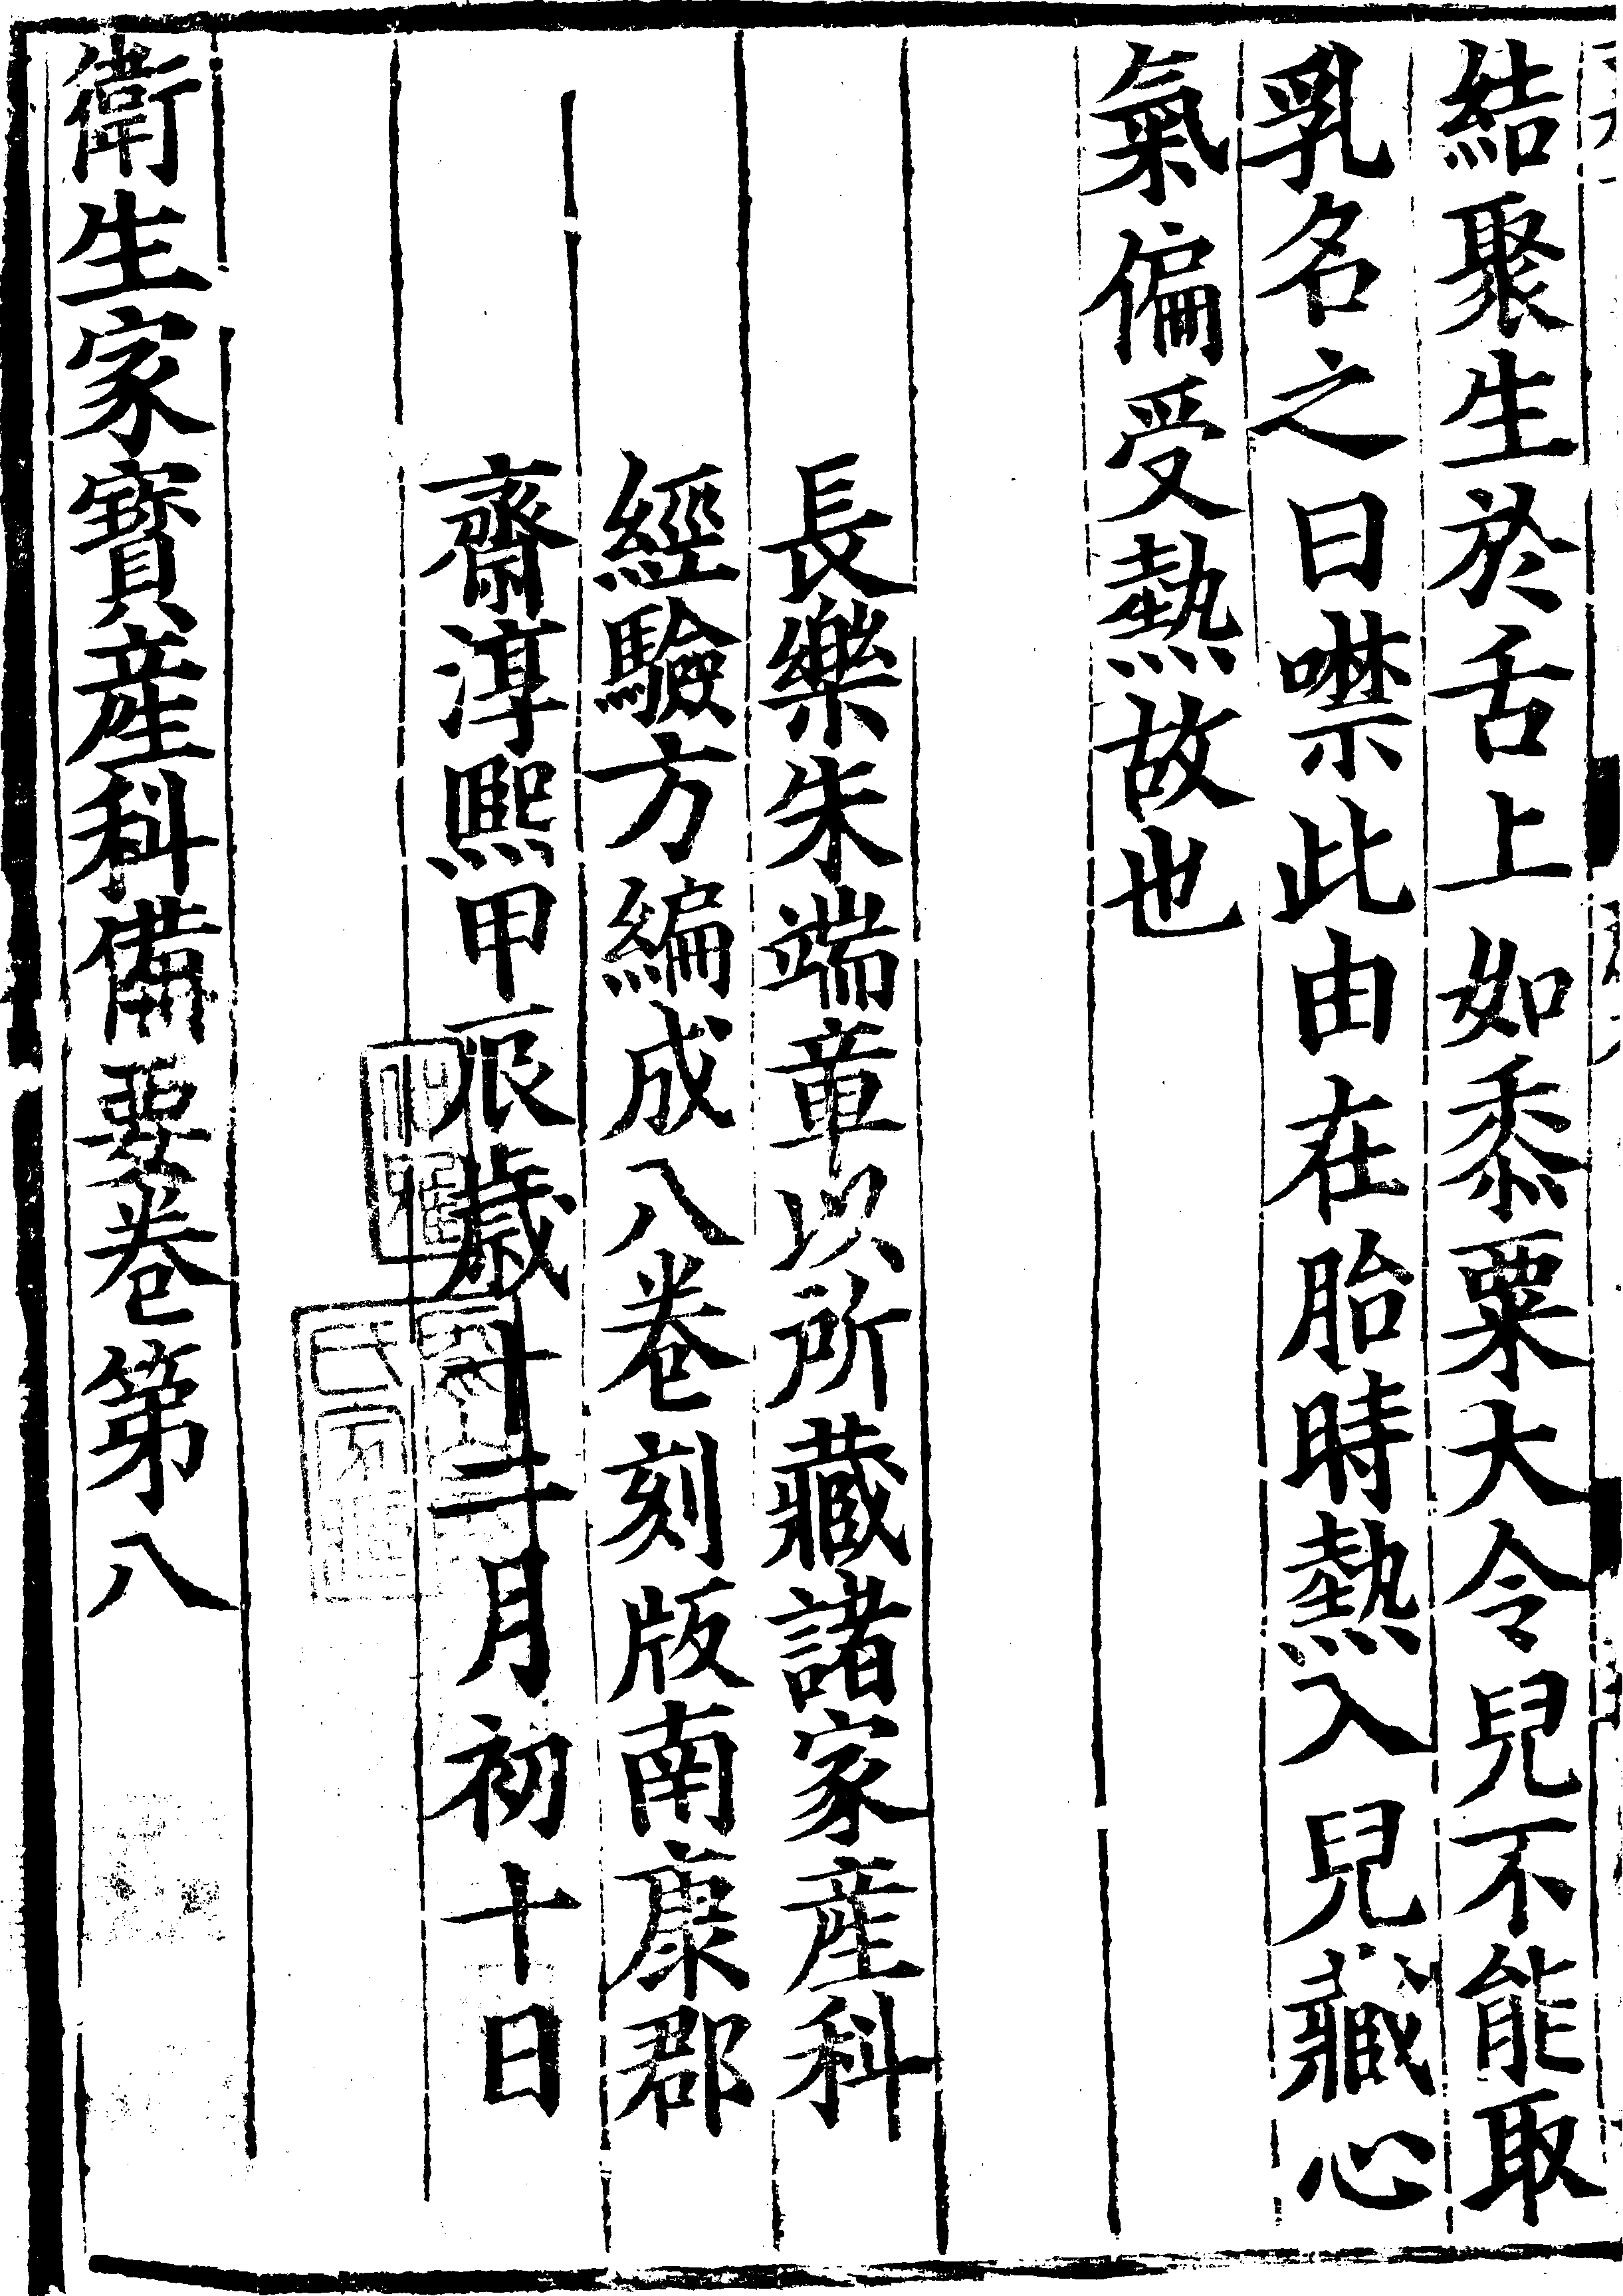 結聚生於舌上如黍粟大令兒不能取
乳名之曰噤此由在胎時熱入兒藏心
氣偏受熱故也
長樂朱端章以所藏諸家產科
經驗方編成八卷刻版南康郡
齋淳熙甲辰歲十二月初十日
衛生家寶產科備要卷第八